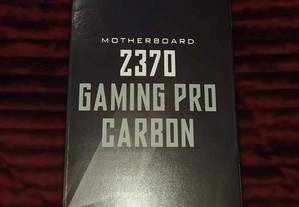 MOTHERBOARD
Z370
GAMING PRO
CARBON